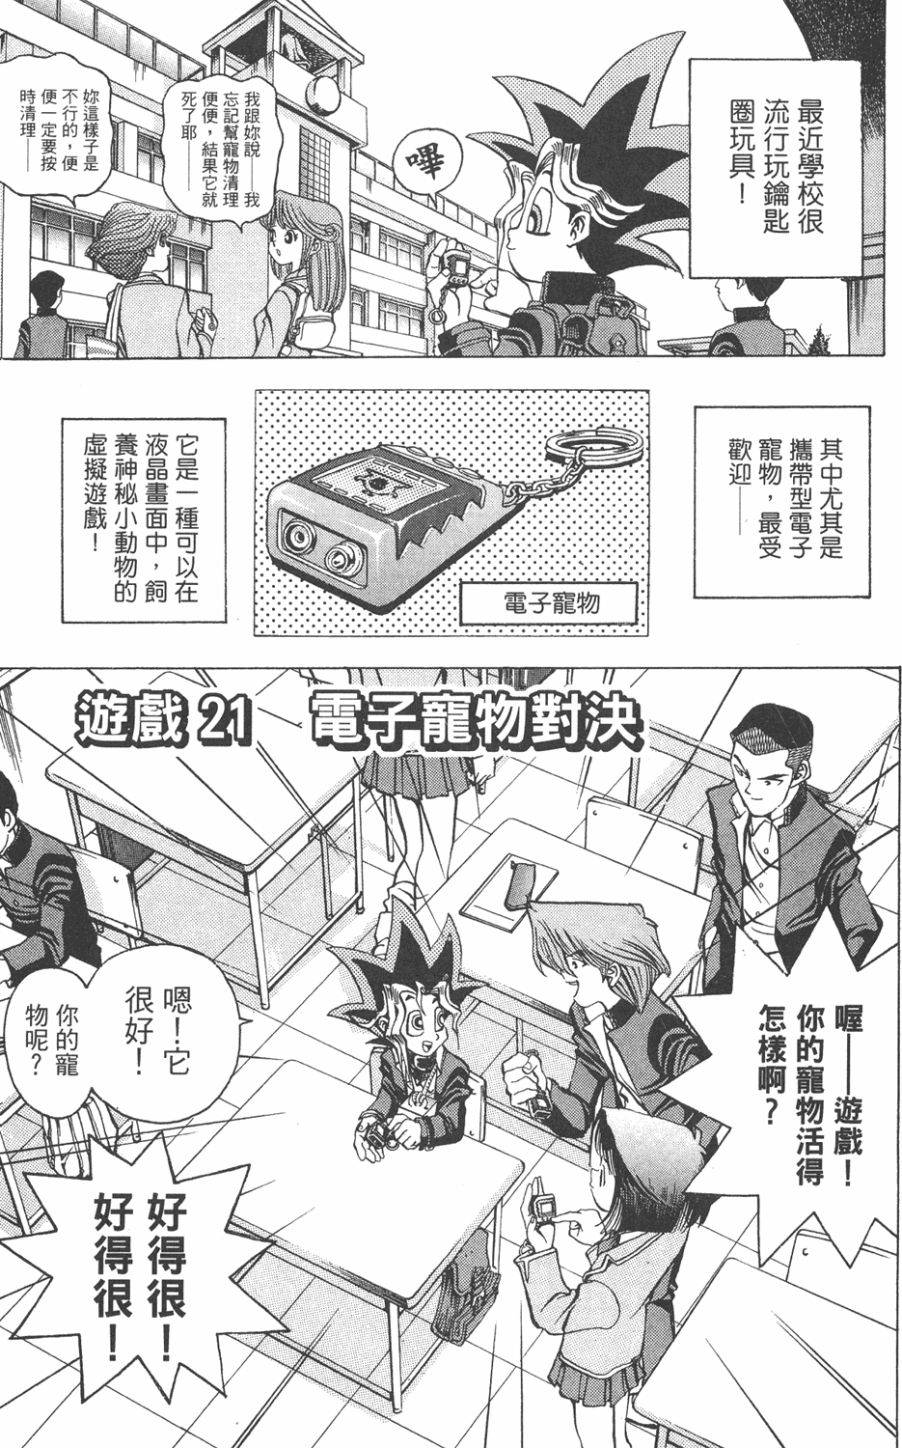 最近學校很
流行玩鑰匙
圈玩具！
嗶
我跟妳說——我
忘記幫寵物清理
便便，結果它就
死了耶——
妳這樣子是
不行的，便
便一定要按
時清理——
其中尤其是
攜帶型電子
寵物，最受
歡迎——
電子寵物
它是一種可以在
液晶畫面中，飼
養神秘小動物的
虛擬遊戲！
遊戲 21 電子寵物對決
喔——遊戲！
你的寵物活得
怎樣啊？
嗯！它
很好！
你的寵
物呢？
好得很！
好得很！